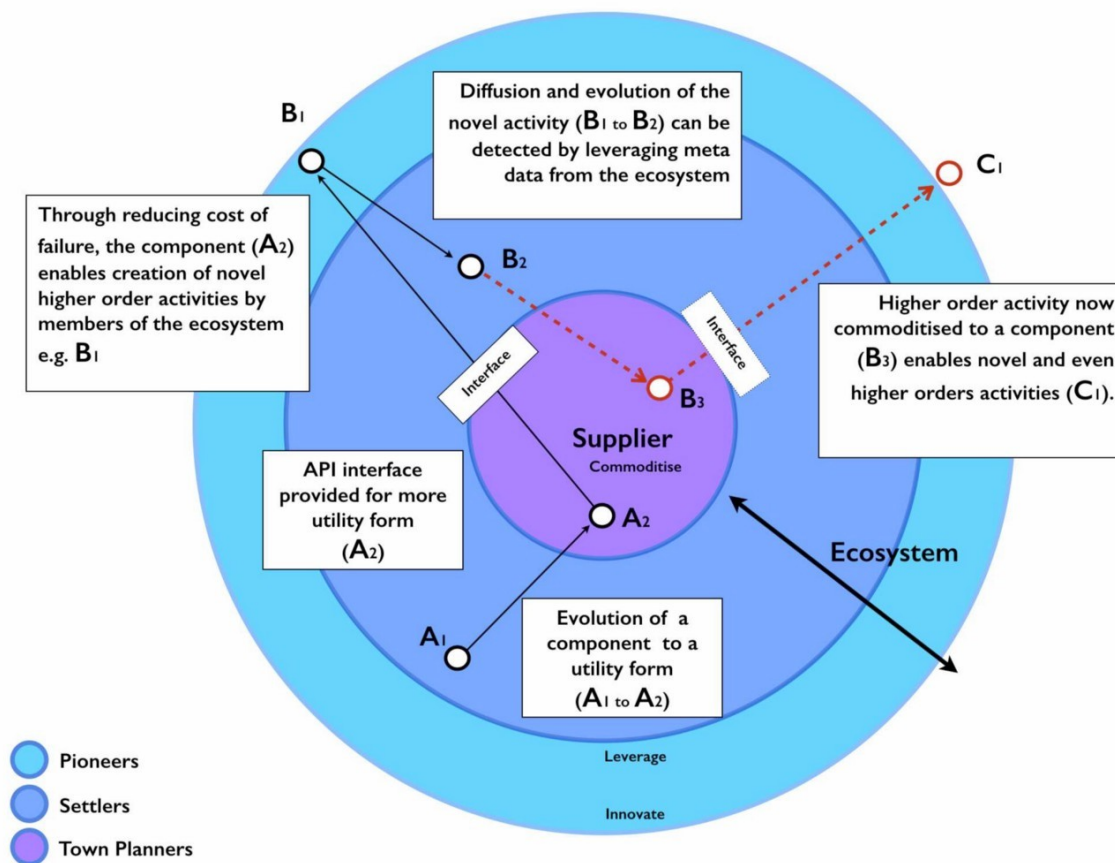 B1
Diffusion and evolution of the
novel activity (B1 to B2) can be
detected by leveraging meta
data from the ecosystem
C1
Through reducing cost of
failure, the component (A2)
enables creation of novel
higher order activities by
members of the ecosystem
e.g. B1
B2
Interface
Interface
Higher order activity now
commoditised to a component
(B3) enables novel and even
higher orders activities (C1).
B3
Supplier
Commoditise
API interface
provided for more
utility form
(A2)
A2
Ecosystem
A1
Evolution of a
component to a
utility form
(A1 to A2)
Leverage
Innovate
Pioneers
Settlers
Town Planners